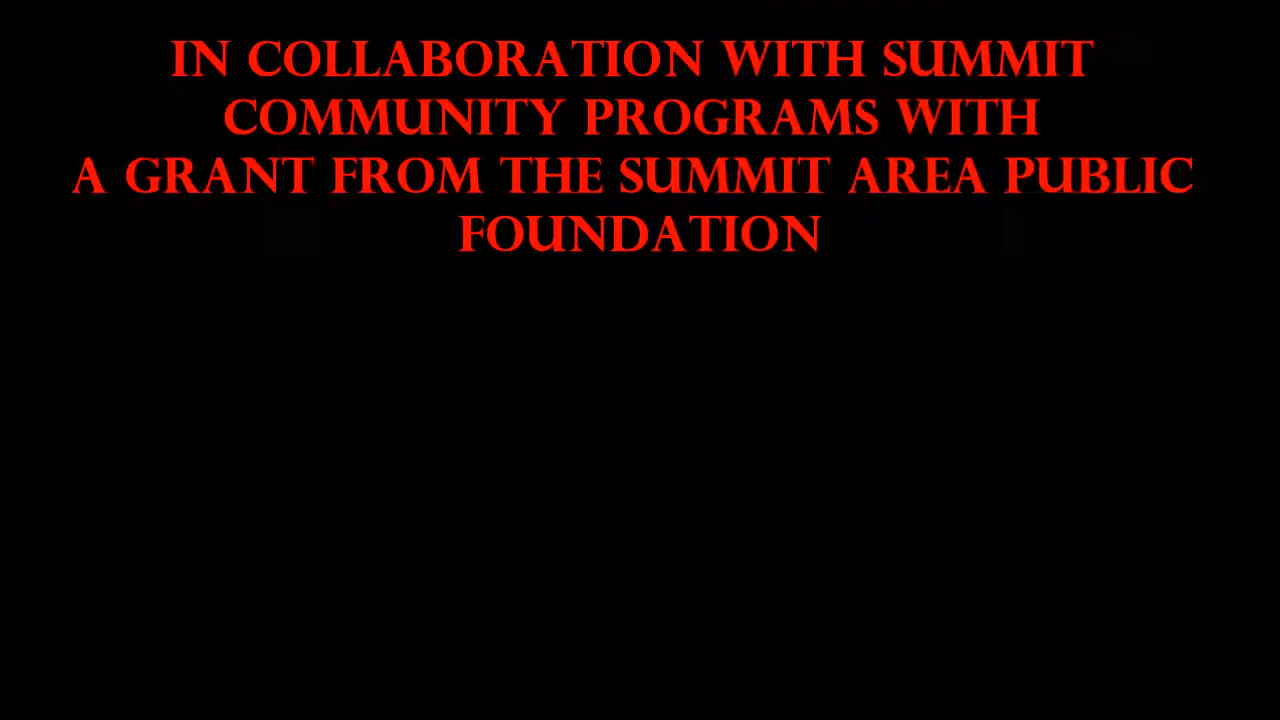 IN COLLABORATION WITH SUMMIT
COMMUNITY PROGRAMS WITH
A GRANT FROM THE SUMMIT AREA PUBLIC
FOUNDATION